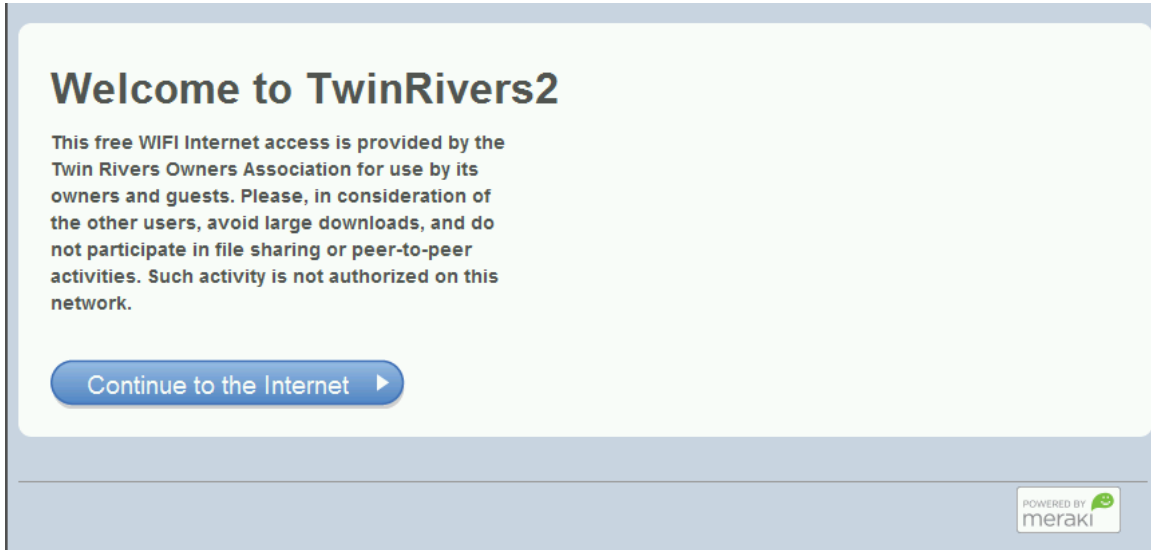 Welcome to TwinRivers2
This free WIFI Internet access is provided by the
Twin Rivers Owners Association for use by its
owners and guests. Please, in consideration of
the other users, avoid large downloads, and do
not participate in file sharing or peer-to-peer
activities. Such activity is not authorized on this
network.
Continue to the Internet
POWERED BY
meraki